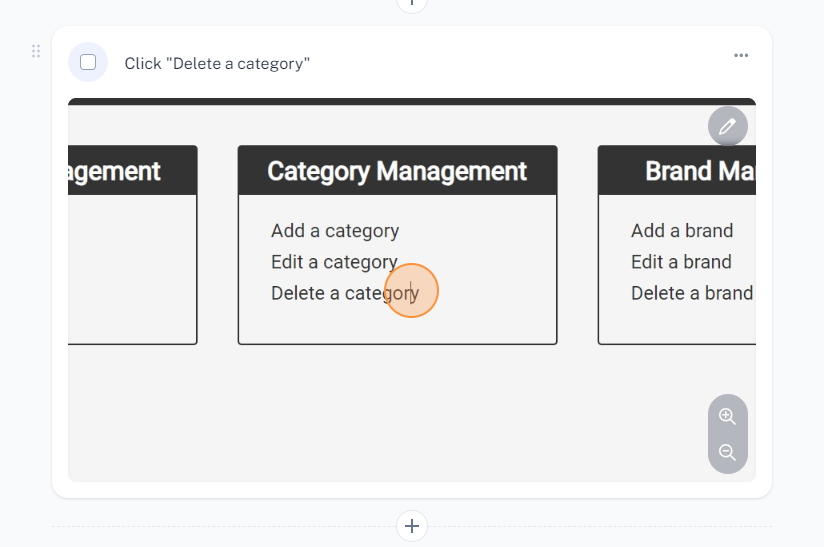 Click "Delete a category"
agement
Category Management
Brand Ma
Add a category
Edit a category
Delete a category
Add a brand
Edit a brand
Delete a brand